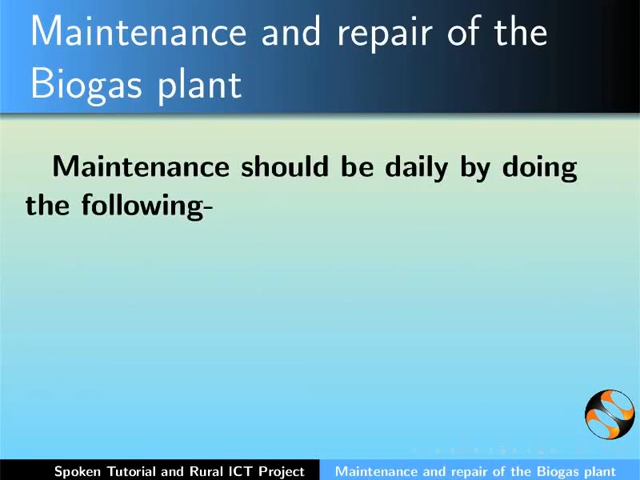 Maintenance and repair of the
Biogas plant
Maintenance should be daily by doing
the following-
Spoken Tutorial and Rural ICT Project
Maintenance and repair of the Biogas plant